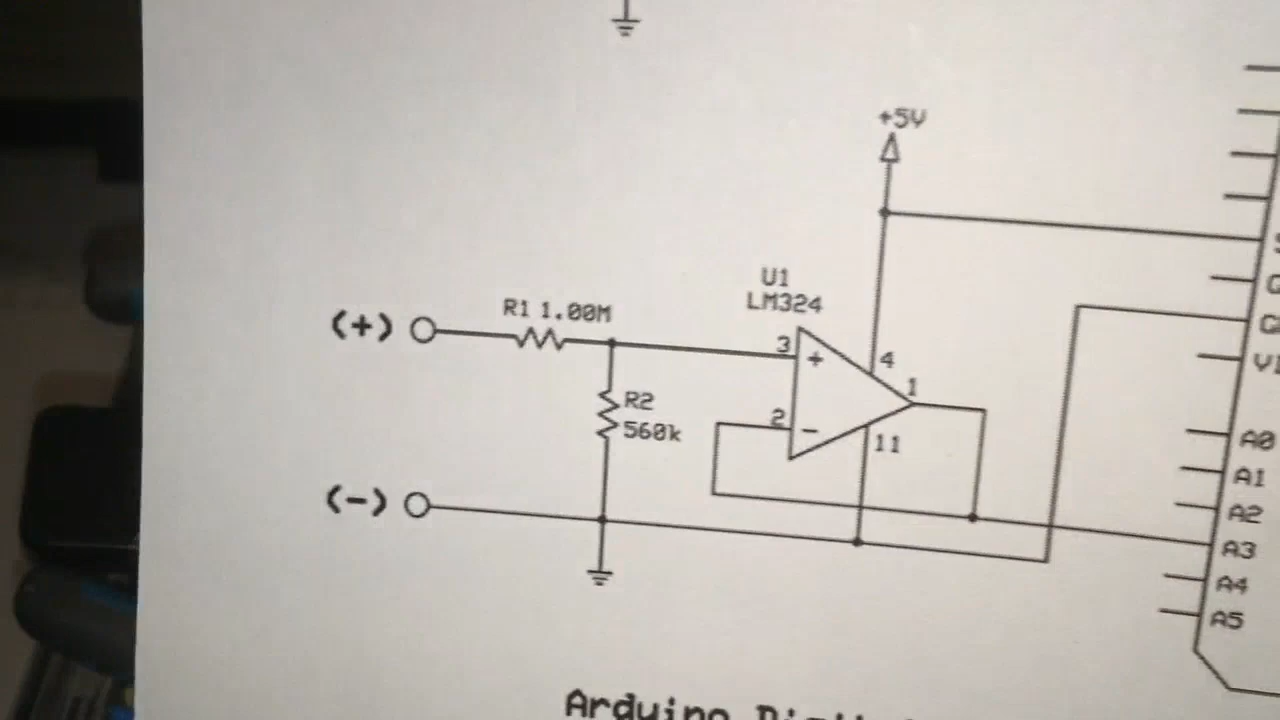 +5V
U1
LM324
R1 1.00M
(+)
3
+
4
1
R2
560k
2
-
11
(-)
A0
A1
A2
A3
A4
A5
Arduino